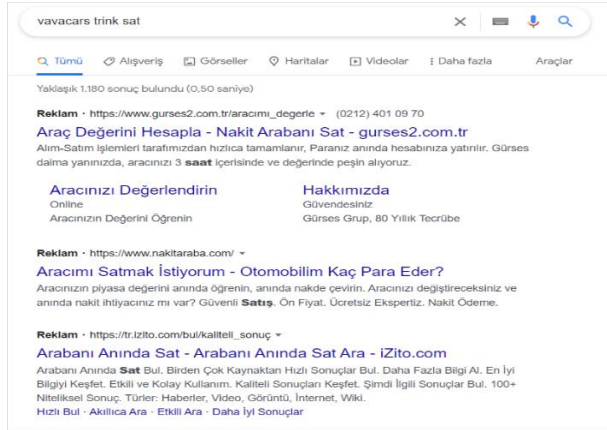 vavacars trink sat
Tümü Alışveriş Görseller Haritalar Videolar Daha fazla Araçlar
Yaklaşık 1.180 sonuç bulundu (0,50 saniye)
Reklam · https://www.gurses2.com.tr/aracımı_degerle (0212) 401 09 70
Araç Değerini Hesapla - Nakit Arabanı Sat - gurses2.com.tr
Alım-Satım işlemleri tarafımızdan hızlıca tamamlanır, Paranız anında hesabınıza yatırılır. Gürses
daima yanınızda, aracınızı 3 saat içerisinde ve değerinde peşin alıyoruz.
Aracınızı Değerlendirin
Online
Aracınızın Değerini Öğrenin
Hakkımızda
Güvendesiniz
Gürses Grup, 80 Yıllık Tecrübe
Reklam · https://www.nakitaraba.com/
Aracımı Satmak İstiyorum - Otomobilim Kaç Para Eder?
Aracınızın piyasa değerini anında öğrenin, anında nakde çevirin. Aracınızı değiştireceksiniz ve
anında nakit ihtiyacınız mı var? Güvenli Satış. Ön Fiyat. Ücretsiz Ekspertiz. Nakit Ödeme.
Reklam · https://tr.izito.com/bul/kaliteli_sonuç
Arabanı Anında Sat - Arabanı Anında Sat Ara - iZito.com
Arabanı Anında Sat Bul. Birden Çok Kaynaktan Hızlı Sonuçlar Bul. Daha Fazla Bilgi Al. En İyi
Bilgiyi Keşfet. Etkili ve Kolay Kullanım. Kaliteli Sonuçları Keşfet. Şimdi İlgili Sonuçlar Bul. 100+
Niteliksel Sonuç. Türler: Haberler, Video, Görüntü, İnternet, Wiki.
Hızlı Bul · Akıllıca Ara · Etkili Ara · Daha İyi Sonuçlar